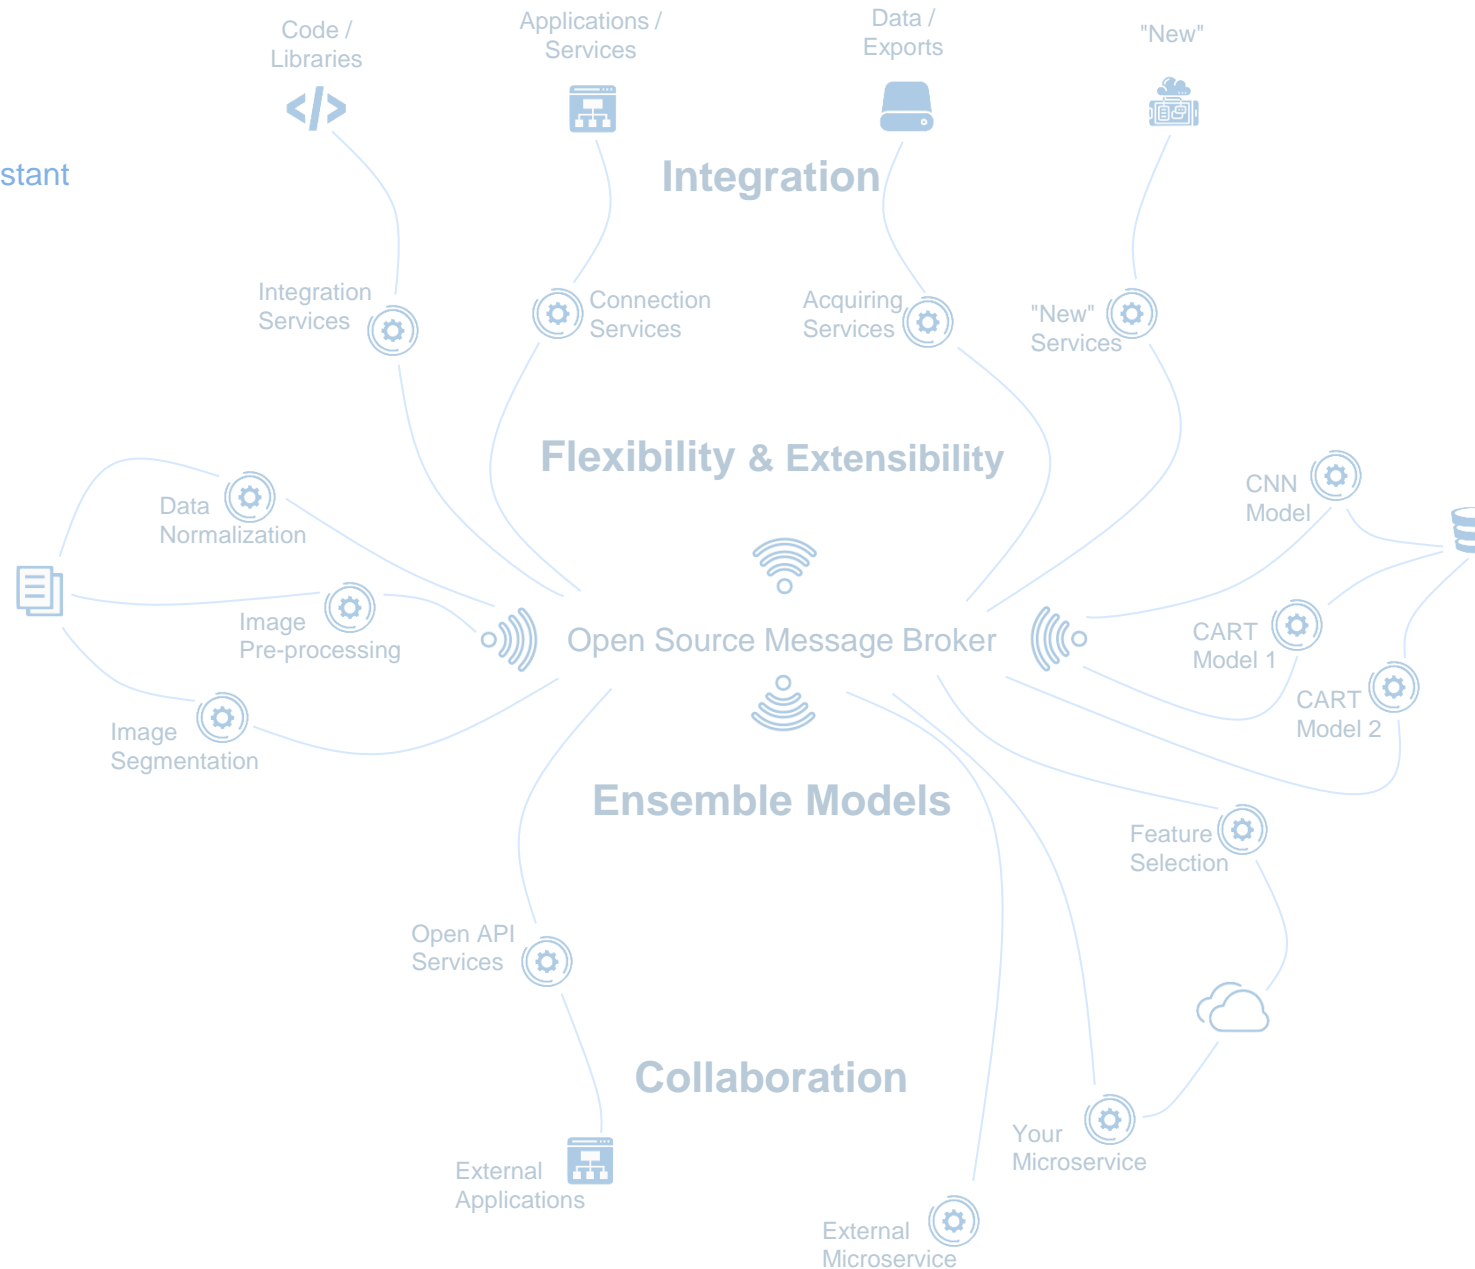 Code /
Libraries
Applications /
Services
Data /
Exports
"New"
stant
Integration
Integration
Services
Connection
Services
Acquiring
Services
"New"
Services
Flexibility & Extensibility
Data
Normalization
CNN
Model
Image
Pre-processing
Open Source Message Broker
CART
Model 1
CART
Model 2
Image
Segmentation
Ensemble Models
Feature
Selection
Open API
Services
Collaboration
Your
Microservice
External
Applications
External
Microservice